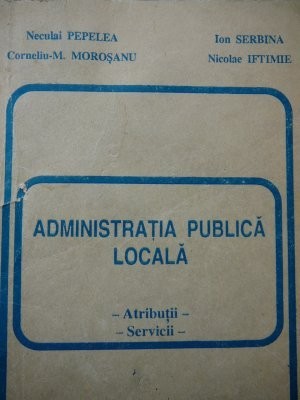 Neculai PEPELEA
Ion SERBINA
Corneliu-M. MOROȘANU
Nicolae IFTIMIE
ADMINISTRAȚIA PUBLICĂ
LOCALĂ
– Atribuții –
– Servicii –